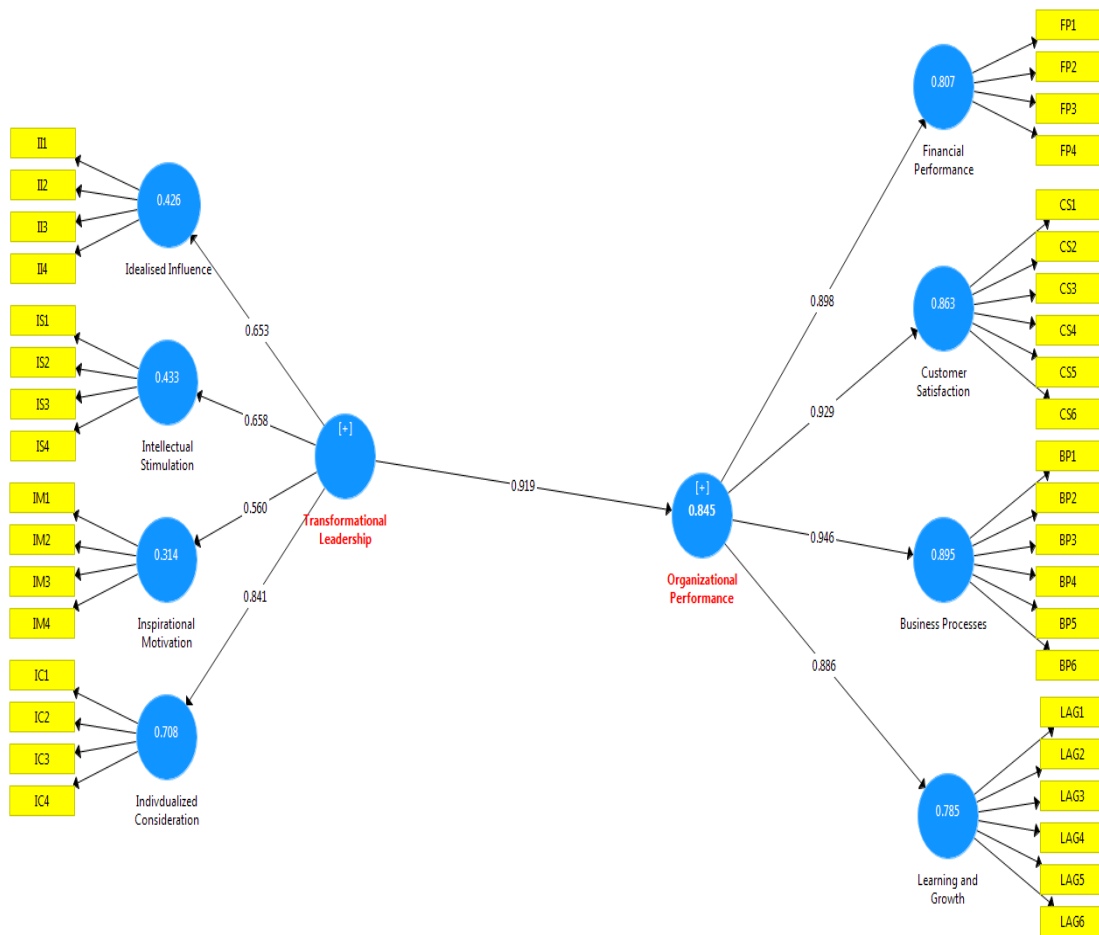 II1
II2
II3
II4
0.426
Idealised Influence
IS1
IS2
IS3
IS4
0.433
Intellectual
Stimulation
IM1
IM2
IM3
IM4
0.314
Inspirational
Motivation
IC1
IC2
IC3
IC4
0.708
Indivdualized
Consideration
0.653
0.658
0.560
0.841
[+]
Transformational
Leadership
0.919
[+]
0.845
Organizational
Performance
0.898
0.929
0.946
0.886
0.807
Financial
Performance
FP1
FP2
FP3
FP4
0.863
Customer
Satisfaction
CS1
CS2
CS3
CS4
CS5
CS6
0.895
Business Processes
BP1
BP2
BP3
BP4
BP5
BP6
0.785
Learning and
Growth
LAG1
LAG2
LAG3
LAG4
LAG5
LAG6